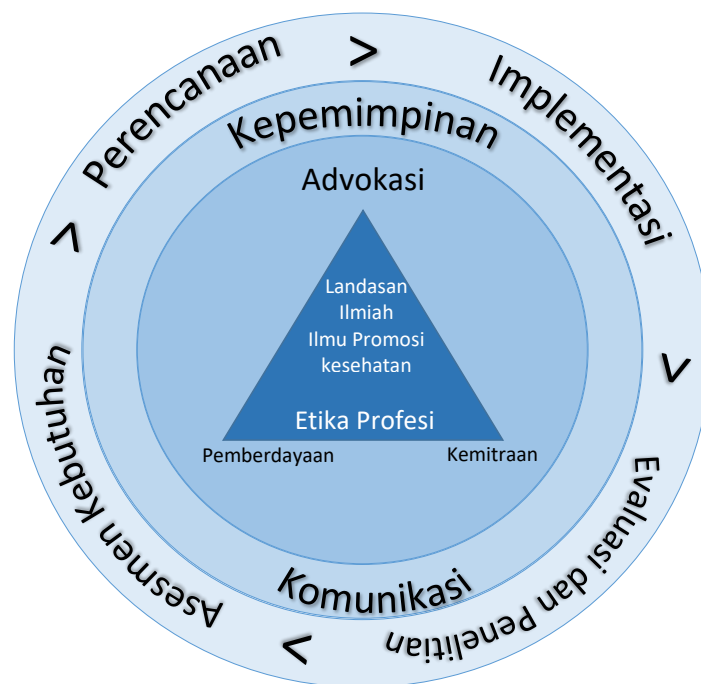 Perencanaan
>
Implementasi
>
Evaluasi dan Penelitian
>
Asesmen Kebutuhan
>
Kepemimpinan
Komunikasi
Advokasi
Landasan
Ilmiah
Ilmu Promosi
kesehatan
Etika Profesi
Pemberdayaan
Kemitraan